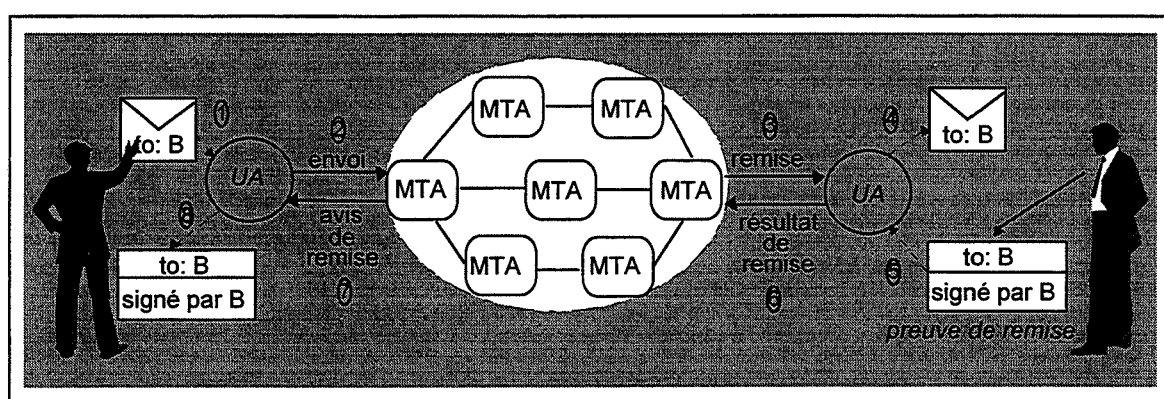 to: B
1
UA
2
envoi
avis
de
remise
7
8
to: B
signé par B
MTA
MTA
MTA
MTA
MTA
MTA
MTA
3
remise
résultat
de
remise
6
UA
4
to: B
5
to: B
signé par B
preuve de remise